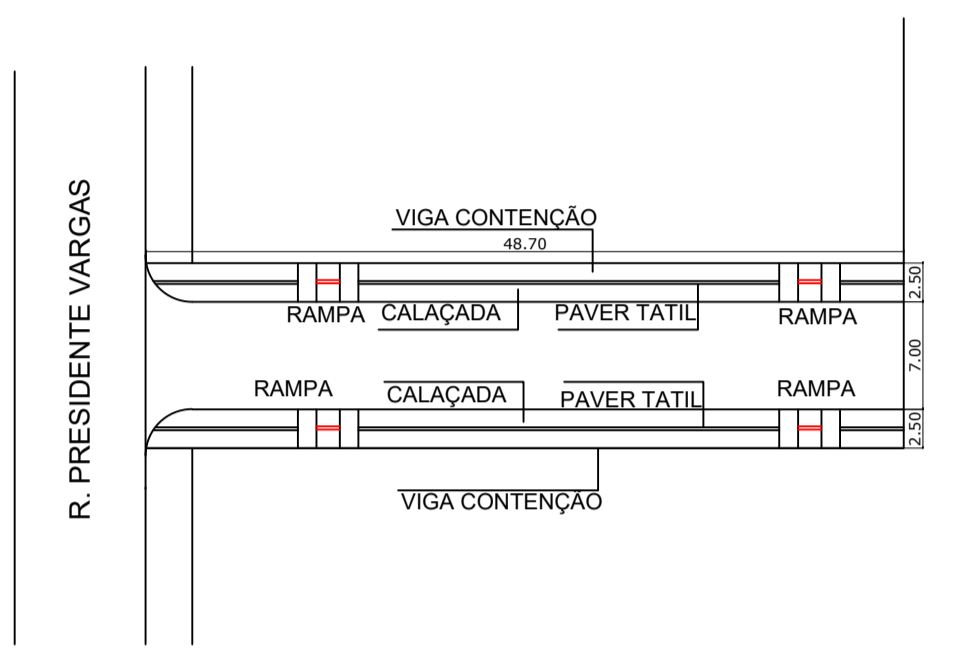 R. PRESIDENTE VARGAS
VIGA CONTENÇÃO
48.70
2.50
RAMPA
CALAÇADA
PAVER TATIL
RAMPA
7.00
RAMPA
CALAÇADA
PAVER TATIL
RAMPA
2.50
VIGA CONTENÇÃO